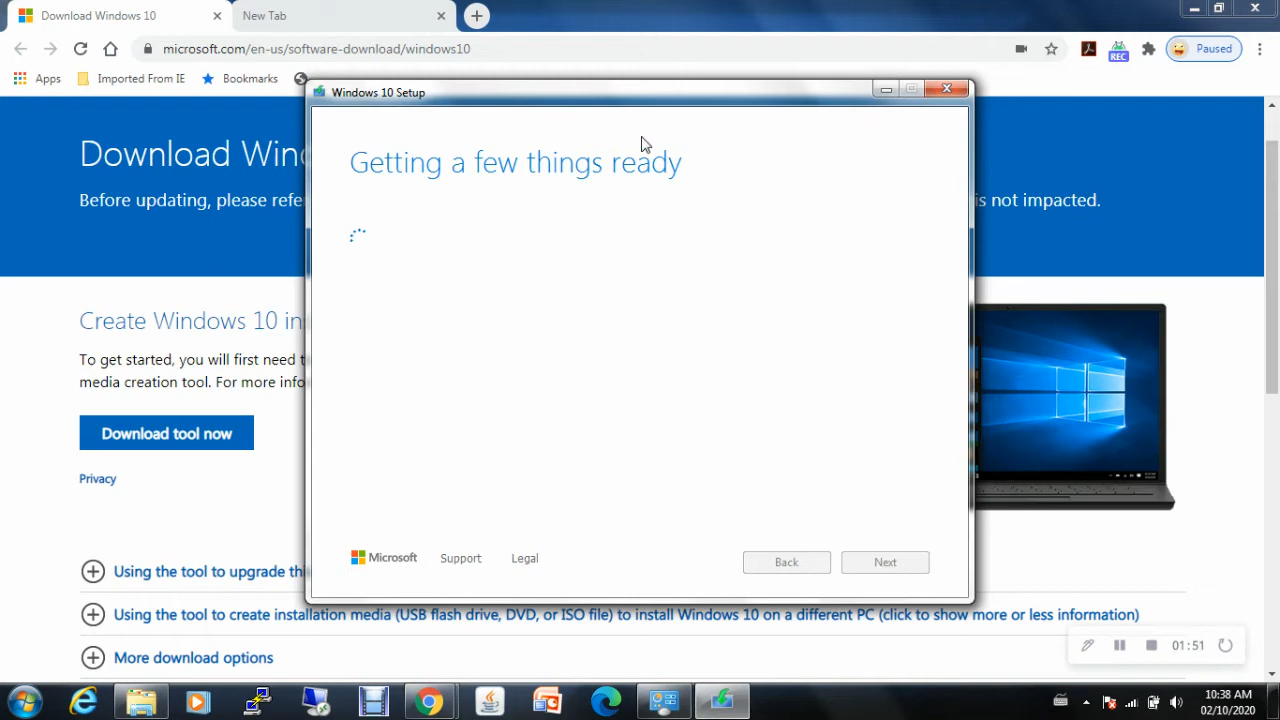 Download Windows 10
New Tab
microsoft.com/en-us/software-download/windows10
REC
Paused
Apps
Imported From IE
Bookmarks
Windows 10 Setup
Download Win
Getting a few things ready
Before updating, please refe
is not impacted.
Create Windows 10 in
To get started, you will first need t
media creation tool. For more info
Download tool now
Privacy
Microsoft
Support
Legal
Back
Next
Using the tool to upgrade thi
Using the tool to create installation media (USB flash drive, DVD, or ISO file) to install Windows 10 on a different PC (click to show more or less information)
More download options
01:51
10:38 AM
02/10/2020